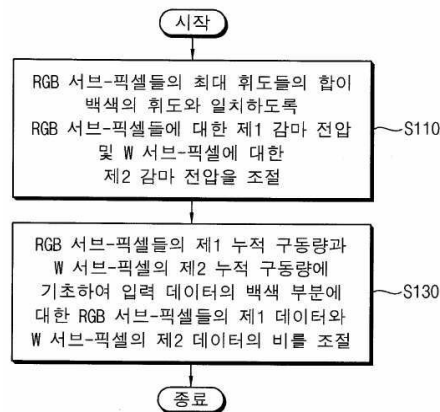 시작
RGB 서브-픽셀들의 최대 휘도들의 합이
백색의 휘도와 일치하도록
RGB 서브-픽셀들에 대한 제1 감마 전압
및 W 서브-픽셀에 대한
제2 감마 전압을 조절
S110
RGB 서브-픽셀들의 제1 누적 구동량과
W 서브-픽셀의 제2 누적 구동량에
기초하여 입력 데이터의 백색 부분에
대한 RGB 서브-픽셀들의 제1 데이터와
W 서브-픽셀의 제2 데이터의 비를 조절
S130
종료